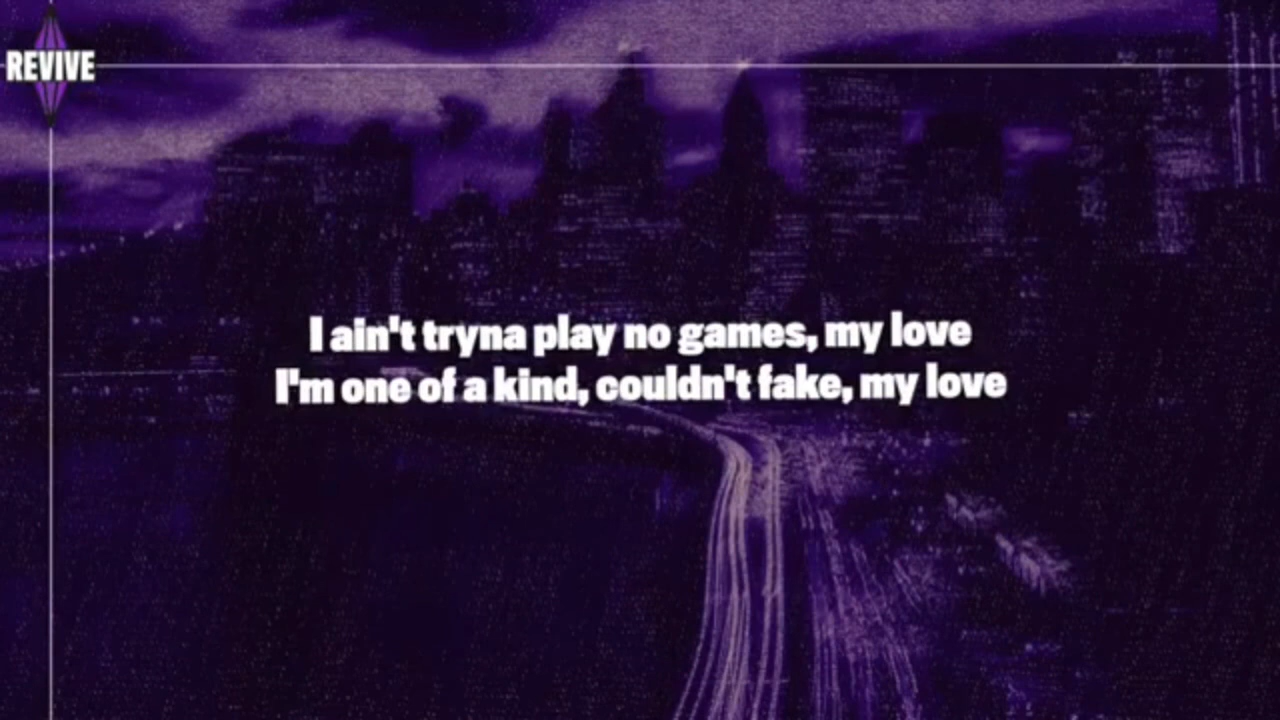 REVIVE
I ain't tryna play no games, my love
I'm one of a kind, couldn't fake, my love